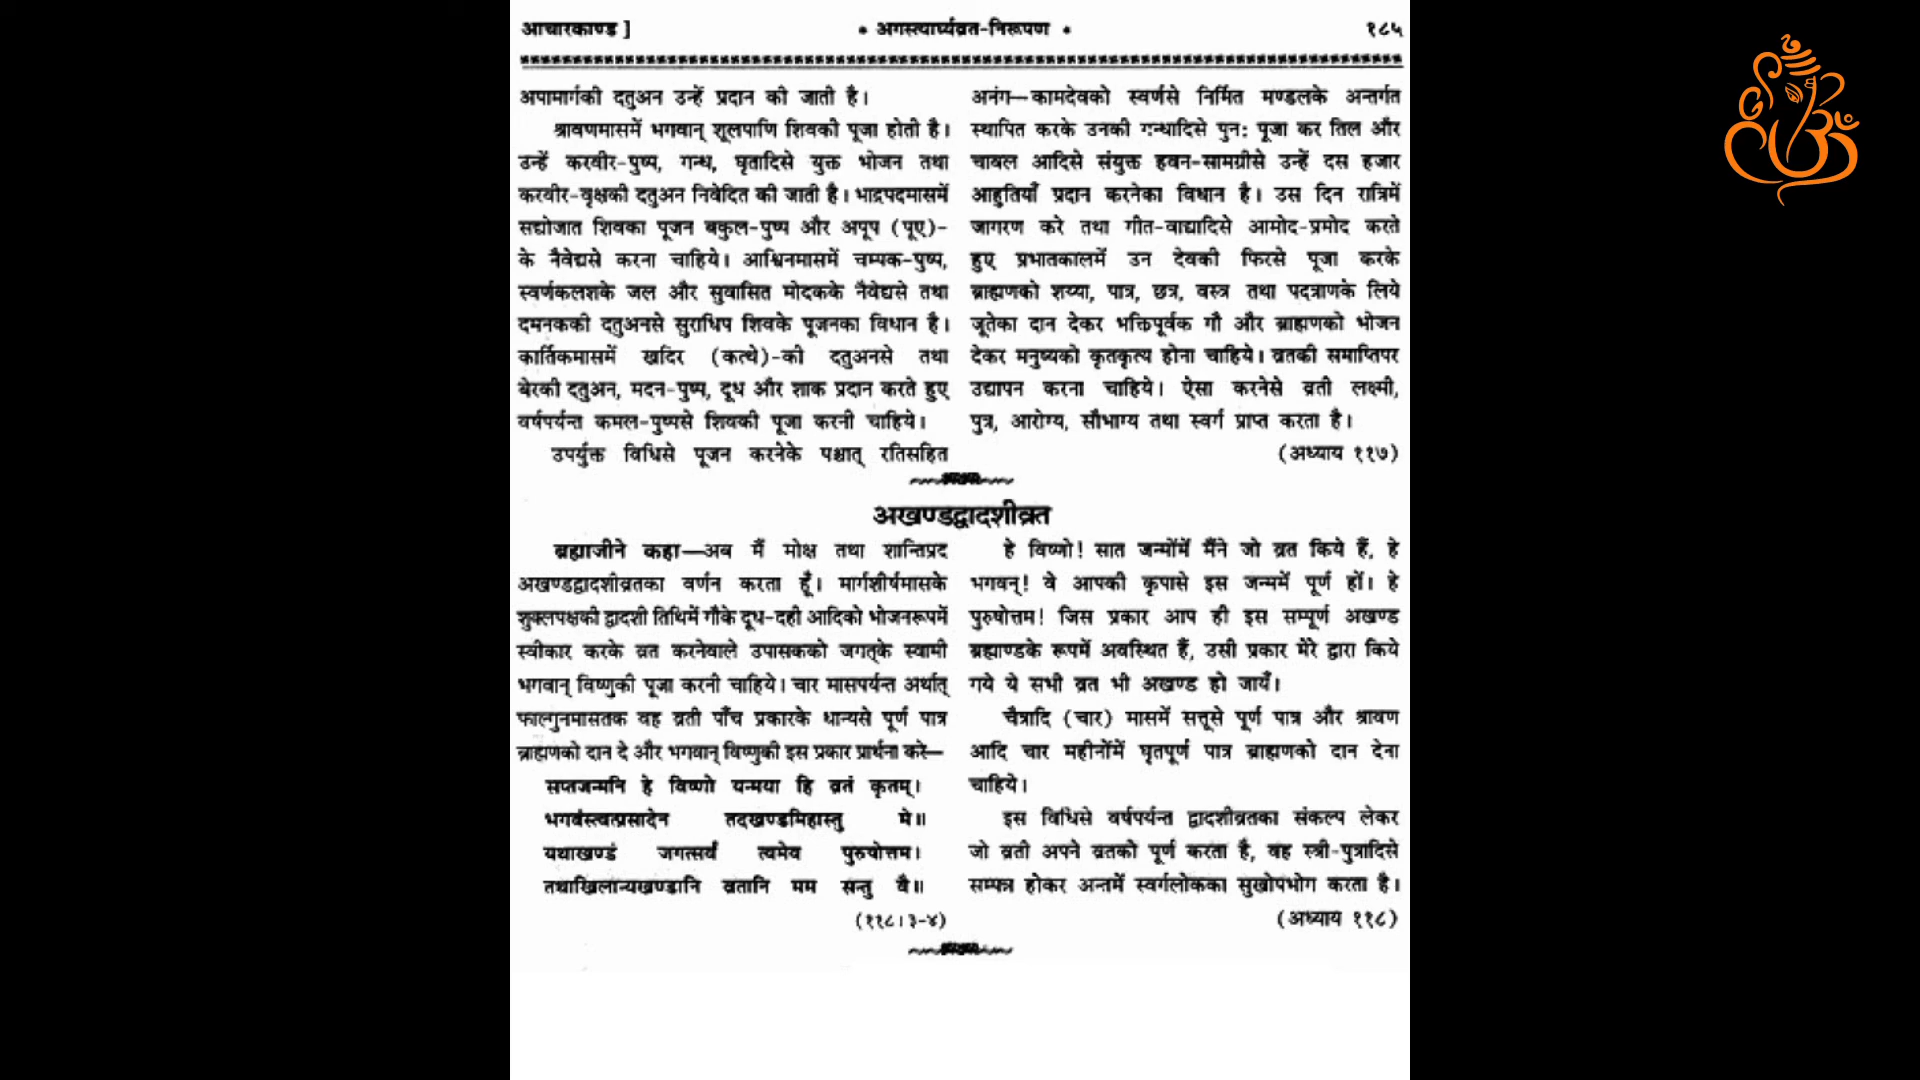 आचारकाण्ड ]
* अगस्त्यार्घ्यव्रत-निरूपण *
१८५
अपामार्गकी दतुअन उन्हें प्रदान की जाती है।
श्रावणमासमें भगवान् शूलपाणि शिवकी पूजा होती है।
उन्हें करवीर-पुष्प, गन्ध, घृतादिसे युक्त भोजन तथा
करवीर-वृक्षकी दतुअन निवेदित की जाती है। भाद्रपदमासमें
सद्योजात शिवका पूजन बकुल-पुष्प और अपूप (पूए)-
के नैवेद्यसे करना चाहिये। आश्विनमासमें चम्पक-पुष्प,
स्वर्णकलशके जल और सुवासित मोदकके नैवेद्यसे तथा
दमनककी दतुअनसे सुराधिप शिवके पूजनका विधान है।
कार्तिकमासमें खदिर (कत्थे)-की दतुअनसे तथा
बेरकी दतुअन, मदन-पुष्प, दूध और शाक प्रदान करते हुए
वर्षपर्यन्त कमल-पुष्पसे शिवकी पूजा करनी चाहिये।
उपर्युक्त विधिसे पूजन करनेके पश्चात् रतिसहित
अनंग—कामदेवको स्वर्णसे निर्मित मण्डलके अन्तर्गत
स्थापित करके उनकी गन्धादिसे पुन: पूजा कर तिल और
चावल आदिसे संयुक्त हवन-सामग्रीसे उन्हें दस हजार
आहुतियाँ प्रदान करनेका विधान है। उस दिन रात्रिमें
जागरण करे तथा गीत-वाद्यादिसे आमोद-प्रमोद करते
हुए प्रभातकालमें उन देवकी फिरसे पूजा करके
ब्राह्मणको शय्या, पात्र, छत्र, वस्त्र तथा पदत्राणके लिये
जूतेका दान देकर भक्तिपूर्वक गौ और ब्राह्मणको भोजन
देकर मनुष्यको कृतकृत्य होना चाहिये। व्रतकी समाप्तिपर
उद्यापन करना चाहिये। ऐसा करनेसे व्रती लक्ष्मी,
पुत्र, आरोग्य, सौभाग्य तथा स्वर्ग प्राप्त करता है।
(अध्याय ११७)
अखण्डद्वादशीव्रत
ब्रह्माजीने कहा—अब मैं मोक्ष तथा शान्तिप्रद
अखण्डद्वादशीव्रतका वर्णन करता हूँ। मार्गशीर्षमासके
शुक्लपक्षकी द्वादशी तिथिमें गौके दूध-दही आदिको भोजनरूपमें
स्वीकार करके व्रत करनेवाले उपासकको जगत्के स्वामी
भगवान् विष्णुकी पूजा करनी चाहिये। चार मासपर्यन्त अर्थात्
फाल्गुनमासतक वह व्रती पाँच प्रकारके धान्यसे पूर्ण पात्र
ब्राह्मणको दान दे और भगवान् विष्णुकी इस प्रकार प्रार्थना करे—
सप्तजन्मनि हे विष्णो यन्मया हि व्रतं कृतम्।
भगवंस्त्वत्प्रसादेन तदखण्डमिहास्तु मे॥
यथाखण्डं जगत्सर्वं त्वमेव पुरुषोत्तम।
तथाखिलान्यखण्डानि व्रतानि मम सन्तु वै॥
(११८।३-४)
हे विष्णो! सात जन्मोंमें मैंने जो व्रत किये हैं, हे
भगवन्! वे आपकी कृपासे इस जन्ममें पूर्ण हों। हे
पुरुषोत्तम! जिस प्रकार आप ही इस सम्पूर्ण अखण्ड
ब्रह्माण्डके रूपमें अवस्थित हैं, उसी प्रकार मेरे द्वारा किये
गये ये सभी व्रत भी अखण्ड हो जायँ।
चैत्रादि (चार) मासमें सत्तूसे पूर्ण पात्र और श्रावण
आदि चार महीनोंमें घृतपूर्ण पात्र ब्राह्मणको दान देना
चाहिये।
इस विधिसे वर्षपर्यन्त द्वादशीव्रतका संकल्प लेकर
जो व्रती अपने व्रतको पूर्ण करता है, वह स्त्री-पुत्रादिसे
सम्पन्न होकर अन्तमें स्वर्गलोकका सुखोपभोग करता है।
(अध्याय ११८)